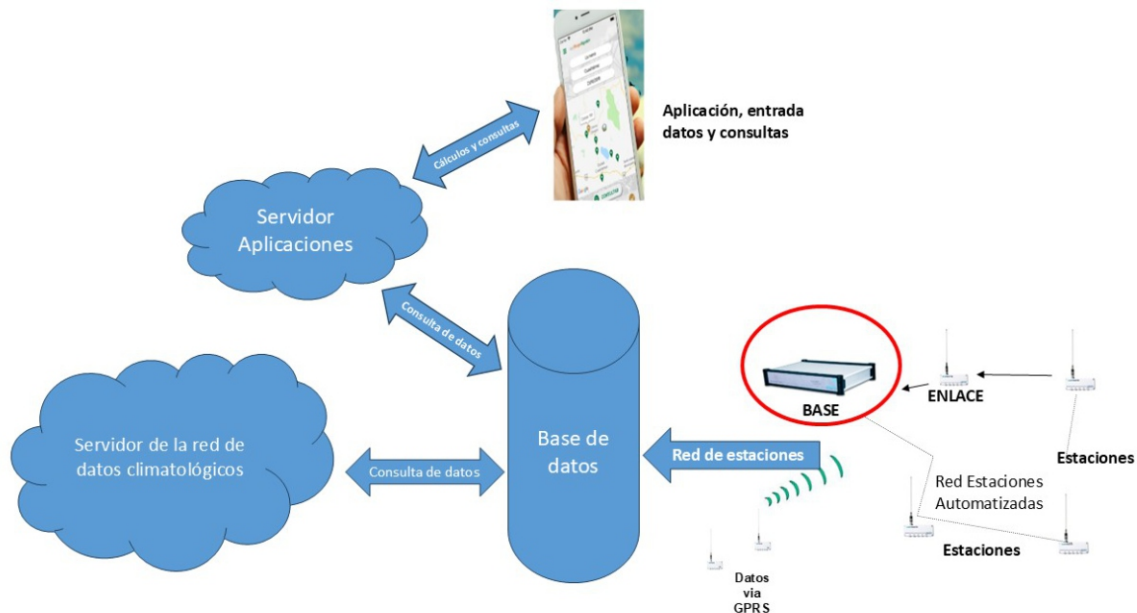 Aplicación, entrada
datos y consultas
Cálculos y consultas
Servidor
Aplicaciones
Consulta de datos
Servidor de la red de
datos climatológicos
Consulta de datos
Base de
datos
Red de estaciones
BASE
ENLACE
Estaciones
Red Estaciones
Automatizadas
Estaciones
Datos
via
GPRS